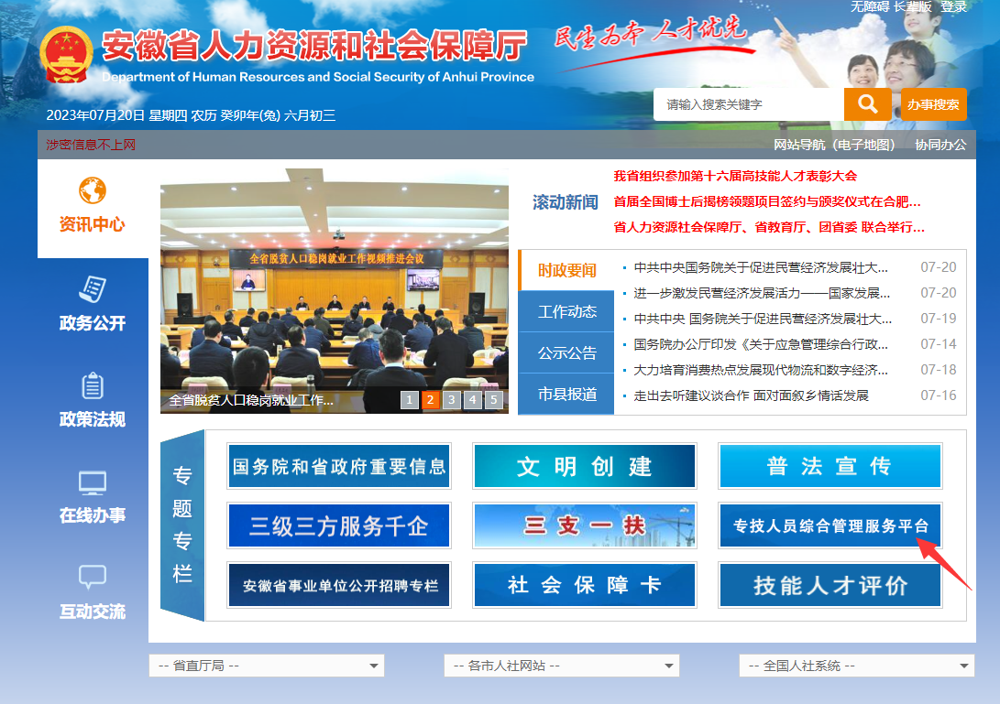 无障碍 长辈版 登录
安徽省人力资源和社会保障厅
Department of Human Resources and Social Security of Anhui Province
民生为本 人才优先
2023年07月20日 星期四 农历 癸卯年(兔) 六月初三
请输入搜索关键字
办事搜索
涉密信息不上网
网站导航（电子地图） 协同办公
资讯中心
政务公开
政策法规
在线办事
互动交流
全省脱贫人口稳岗就业工作视频推进会议
全省脱贫人口稳岗就业工作...
1 2 3 4 5
滚动新闻
我省组织参加第十六届高技能人才表彰大会
首届全国博士后揭榜领题项目签约与颁奖仪式在合肥...
省人力资源社会保障厅、省教育厅、团省委 联合举行...
时政要闻
工作动态
公示公告
市县报道
中共中央国务院关于促进民营经济发展壮大... 07-20
进一步激发民营经济发展活力——国家发展... 07-20
中共中央 国务院关于促进民营经济发展壮大... 07-19
国务院办公厅印发《关于应急管理综合行政... 07-14
大力培育消费热点发展现代物流和数字经济... 07-18
走出去听建议谈合作 面对面叙乡情话发展 07-16
专题专栏
国务院和省政府重要信息
文明创建
普法宣传
三级三方服务千企
三支一扶
专技人员综合管理服务平台
安徽省事业单位公开招聘专栏
社会保障卡
技能人才评价
-- 省直厅局 --
-- 各市人社网站 --
-- 全国人社系统 --